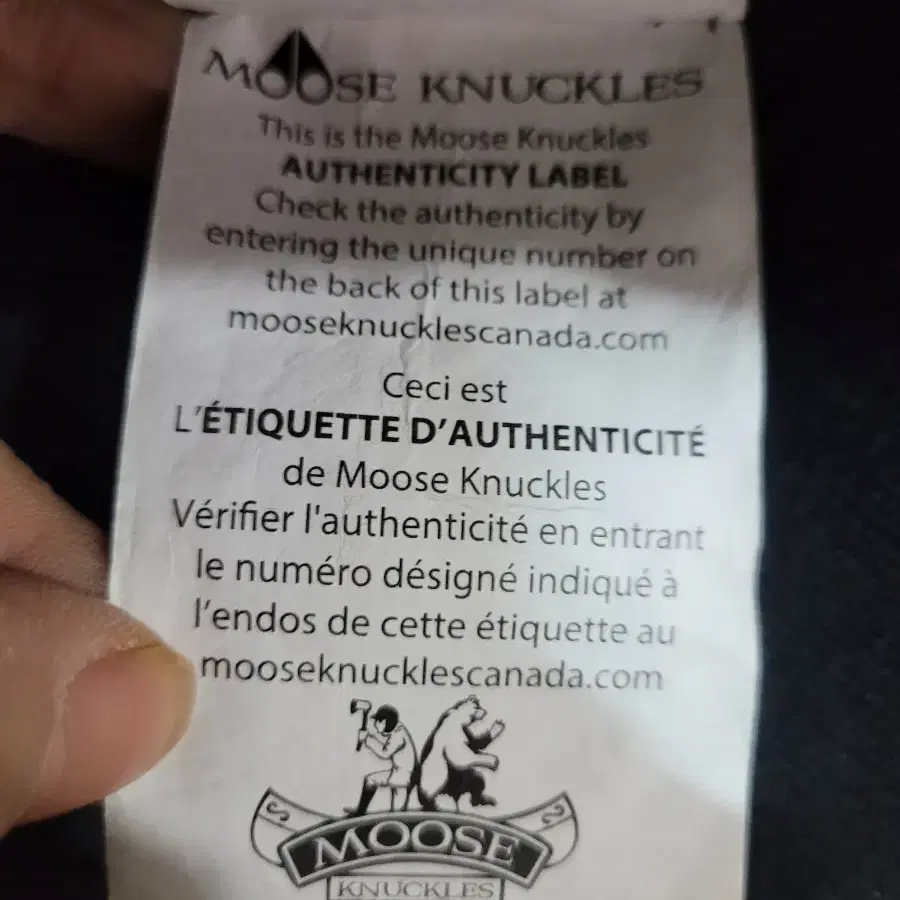 MOOSE KNUCKLES
This is the Moose Knuckles
AUTHENTICITY LABEL
Check the authenticity by
entering the unique number on
the back of this label at
mooseknucklescanada.com
Ceci est
L'ÉTIQUETTE D'AUTHENTICITÉ
de Moose Knuckles
Vérifier l'authenticité en entrant
le numéro désigné indiqué à
l'endos de cette étiquette au
mooseknucklescanada.com
MOOSE
KNUCKLES